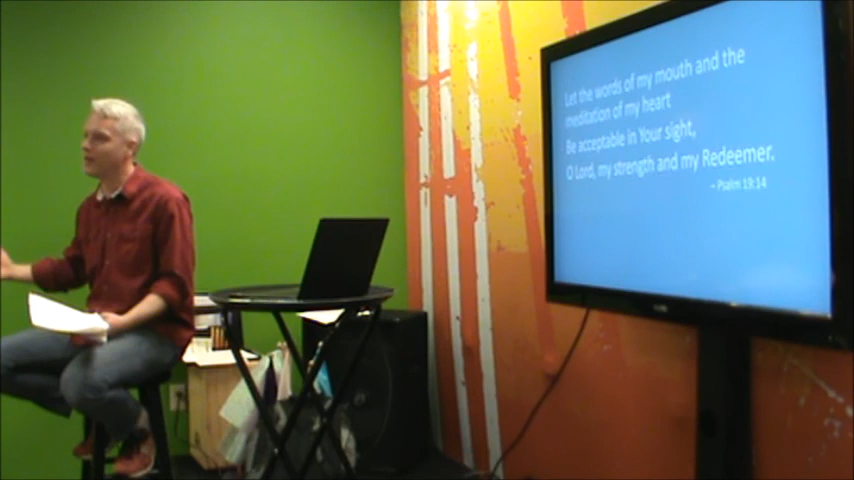 Let the words of my mouth and the
meditation of my heart
Be acceptable in Your sight,
O Lord, my strength and my Redeemer.
– Psalm 19:14